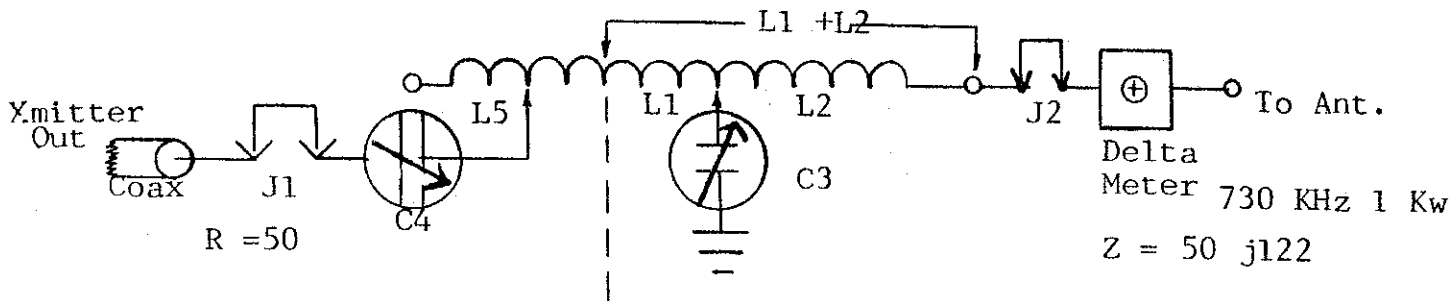 L1 +L2
Xmitter
Out
Coax
J1
R =50
C4
L5
L1
L2
C3
J2
To Ant.
Delta
Meter
730 KHz 1 Kw
Z = 50 j122